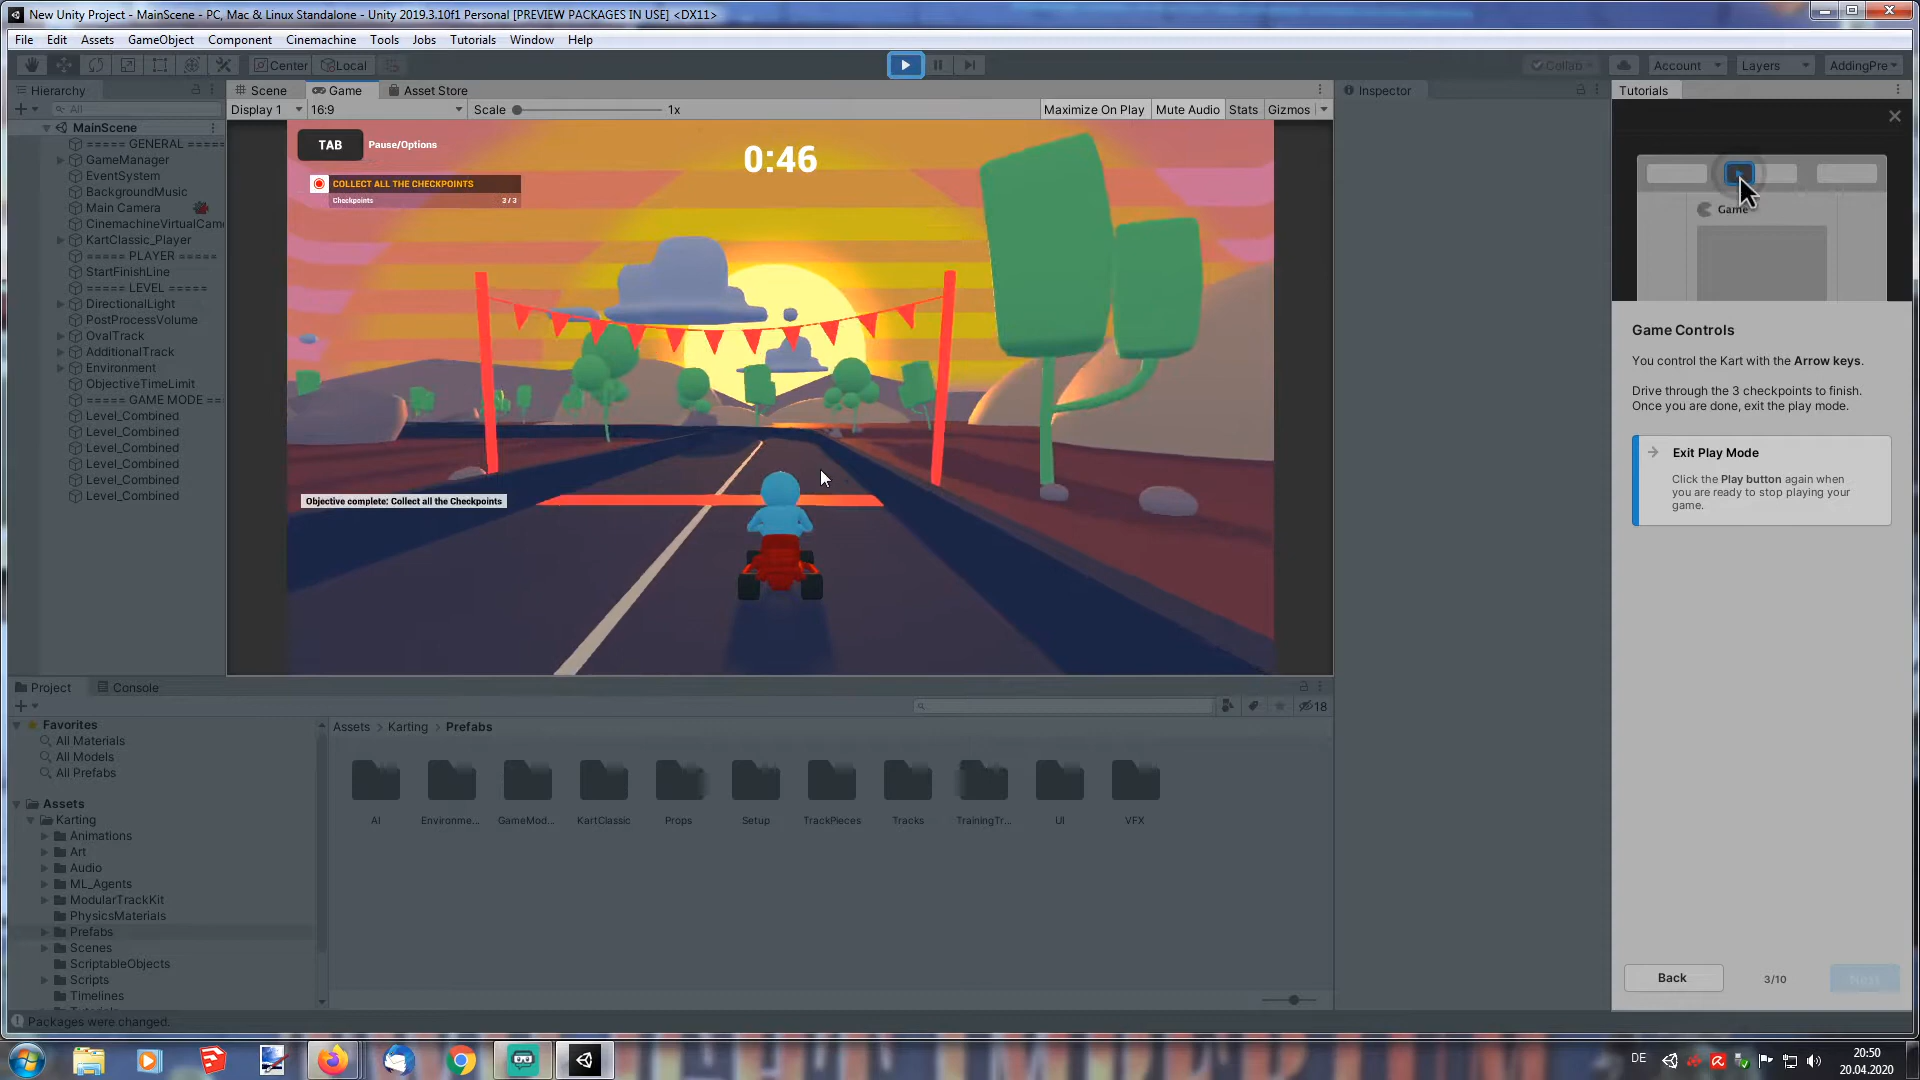 New Unity Project - MainScene - PC, Mac & Linux Standalone - Unity 2019.3.10f1 Personal [PREVIEW PACKAGES IN USE] <DX11>
File Edit Assets GameObject Component Cinemachine Tools Jobs Tutorials Window Help
Center Local Collab Account Layers AddingPre
Hierarchy Scene Game Asset Store Inspector Tutorials
All Display 1 16:9 Scale 1x Maximize On Play Mute Audio Stats Gizmos
MainScene
===== GENERAL =====
GameManager
EventSystem
BackgroundMusic
Main Camera
CinemachineVirtualCame
KartClassic_Player
===== PLAYER =====
StartFinishLine
===== LEVEL =====
DirectionalLight
PostProcessVolume
OvalTrack
AdditionalTrack
Environment
ObjectiveTimeLimit
===== GAME MODE ==
Level_Combined
Level_Combined
Level_Combined
Level_Combined
Level_Combined
Level_Combined
TAB Pause/Options
0:46
COLLECT ALL THE CHECKPOINTS
Checkpoints 3 / 3
Objective complete: Collect all the Checkpoints
Game
Game Controls
You control the Kart with the Arrow keys.
Drive through the 3 checkpoints to finish.
Once you are done, exit the play mode.
Exit Play Mode
Click the Play button again when
you are ready to stop playing your
game.
Back 3/10 Next
Project Console
18
Favorites
All Materials
All Models
All Prefabs
Assets
Karting
Animations
Art
Audio
ML_Agents
ModularTrackKit
PhysicsMaterials
Prefabs
Scenes
ScriptableObjects
Scripts
Timelines
Assets > Karting > Prefabs
AI Environme... GameMod... KartClassic Props Setup TrackPieces Tracks TrainingTr... UI VFX
Packages were changed.
DE
20:50
20.04.2020